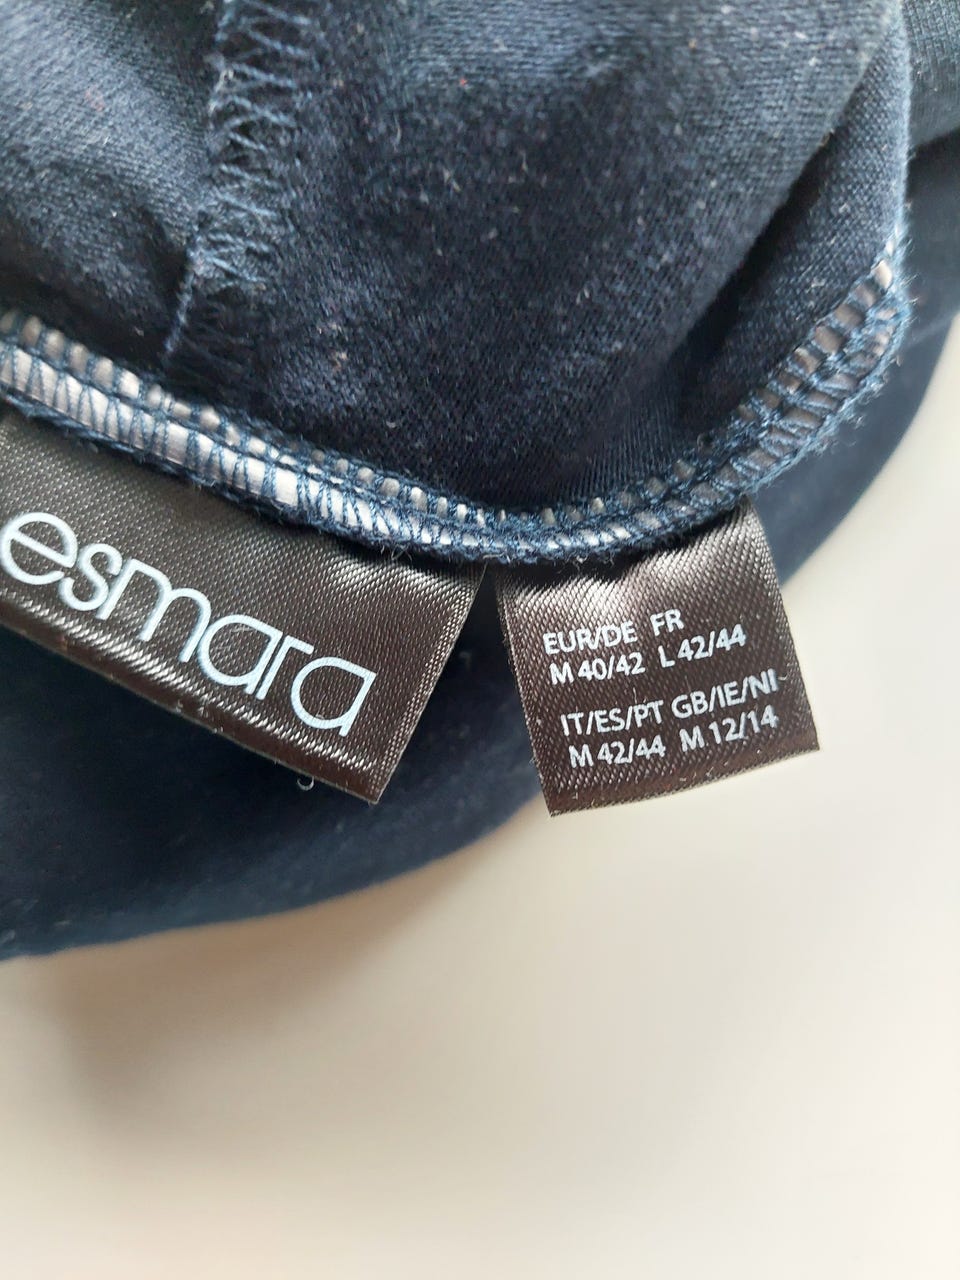 esmara
EUR/DE FR
M 40/42 L 42/44
IT/ES/PT GB/IE/NI
M 42/44 M 12/14